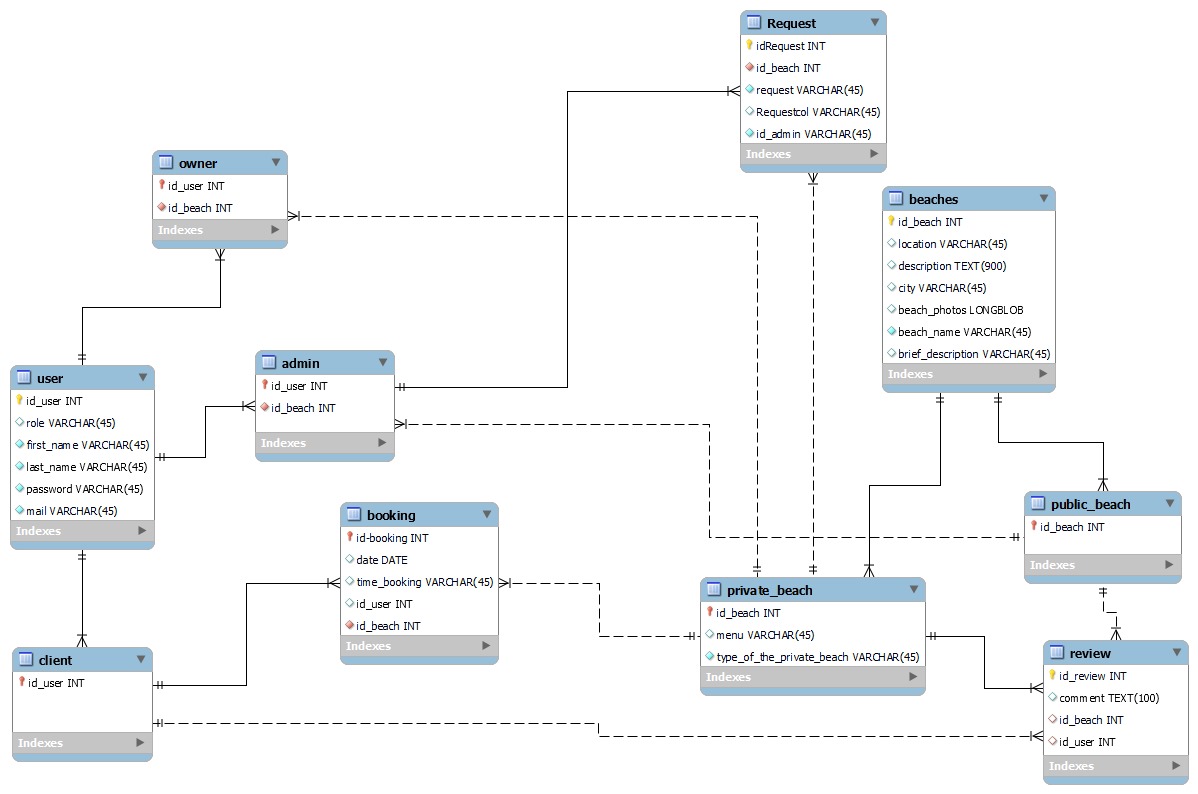 Request
idRequest INT
id_beach INT
request VARCHAR(45)
Requestcol VARCHAR(45)
id_admin VARCHAR(45)
Indexes
owner
id_user INT
id_beach INT
Indexes
beaches
id_beach INT
location VARCHAR(45)
description TEXT(900)
city VARCHAR(45)
beach_photos LONGBLOB
beach_name VARCHAR(45)
brief_description VARCHAR(45)
Indexes
user
id_user INT
role VARCHAR(45)
first_name VARCHAR(45)
last_name VARCHAR(45)
password VARCHAR(45)
mail VARCHAR(45)
Indexes
admin
id_user INT
id_beach INT
Indexes
booking
id-booking INT
date DATE
time_booking VARCHAR(45)
id_user INT
id_beach INT
Indexes
public_beach
id_beach INT
Indexes
private_beach
id_beach INT
menu VARCHAR(45)
type_of_the_private_beach VARCHAR(45)
Indexes
client
id_user INT
Indexes
review
id_review INT
comment TEXT(100)
id_beach INT
id_user INT
Indexes